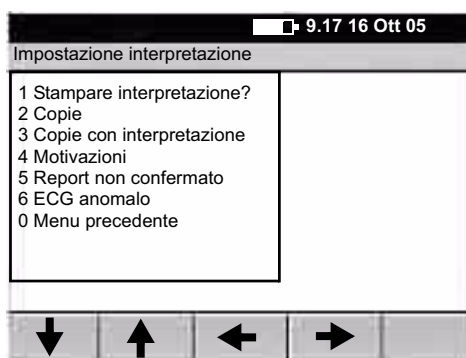 9.17 16 Ott 05
Impostazione interpretazione
1 Stampare interpretazione?
2 Copie
3 Copie con interpretazione
4 Motivazioni
5 Report non confermato
6 ECG anomalo
0 Menu precedente